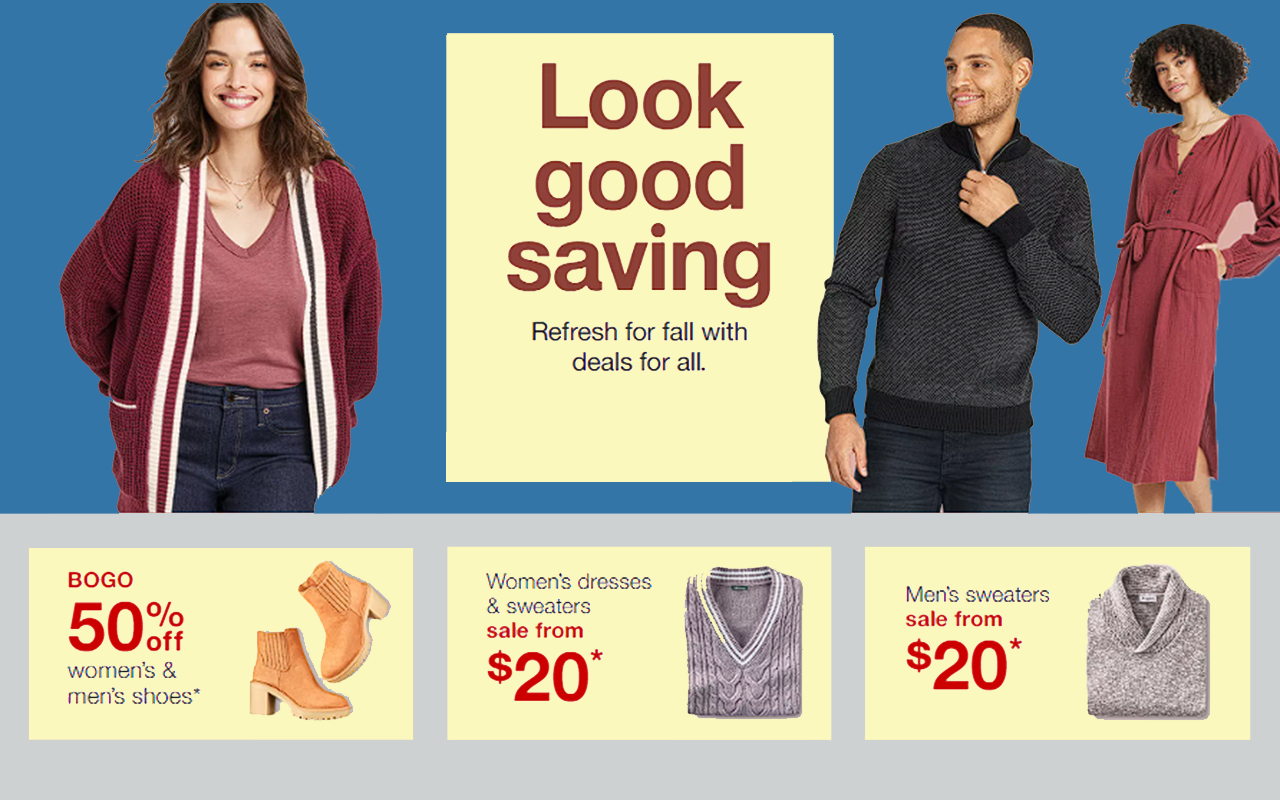 Look
good
saving
Refresh for fall with
deals for all.
BOGO
50% off
women's &
men's shoes*
Women's dresses
& sweaters
sale from
$20*
Men's sweaters
sale from
$20*